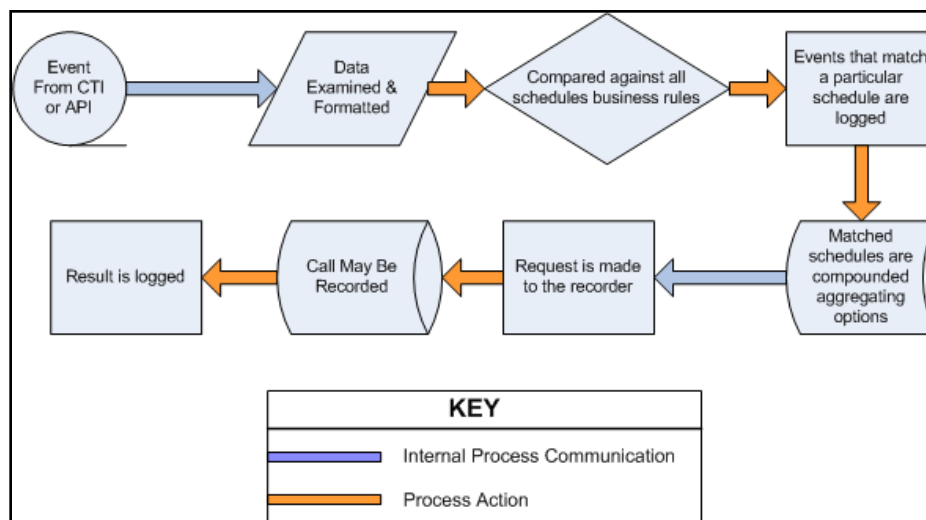 Event
From CTI
or API
Data
Examined &
Formatted
Compared against all
schedules business rules
Events that match
a particular
schedule are
logged
Result is logged
Call May Be
Recorded
Request is made
to the recorder
Matched
schedules are
compounded
aggregating
options
KEY
Internal Process Communication
Process Action